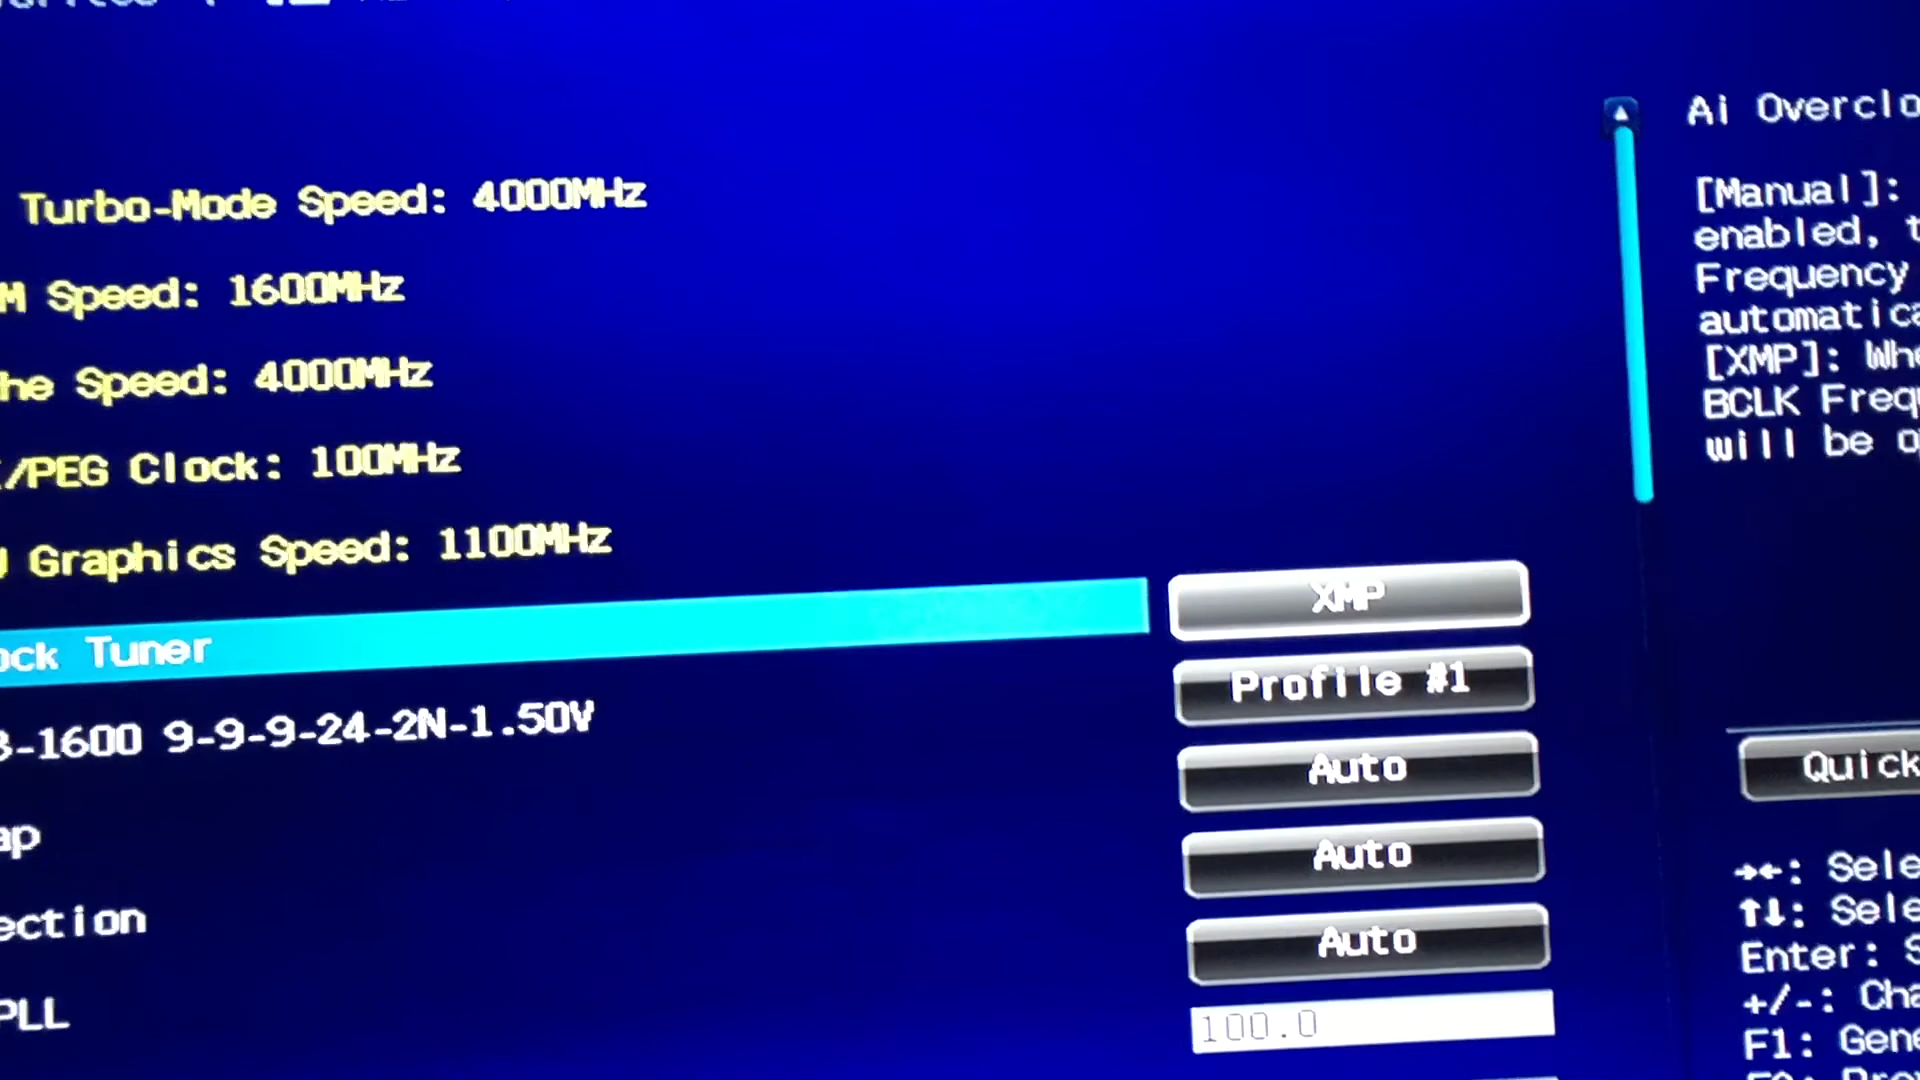 Turbo-Mode Speed: 4000MHz
M Speed: 1600MHz
he Speed: 4000MHz
/PEG Clock: 100MHz
Graphics Speed: 1100MHz
ock Tuner
XMP
3-1600 9-9-9-24-2N-1.50V
Profile #1
ap
Auto
ection
Auto
PLL
Auto
100.0
Ai Overclo
[Manual]:
enabled, t
Frequency
automatica
[XMP]: Whe
BCLK Frequ
will be o
Quick
→←: Sele
↑↓: Sele
Enter: S
+/-: Cha
F1: Gene